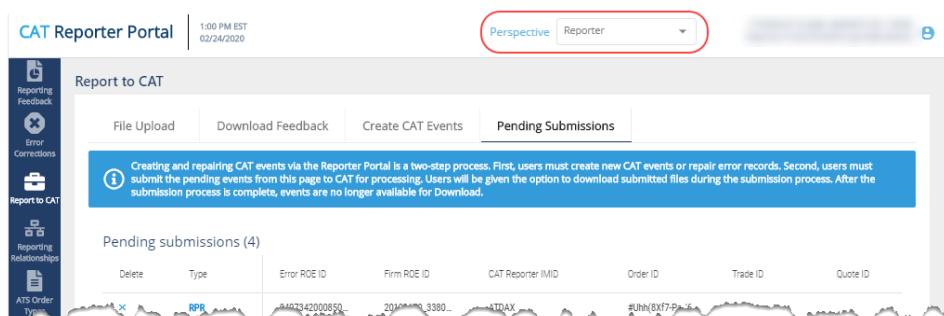 CAT Reporter Portal
1:00 PM EST
02/24/2020
Perspective Reporter
Reporting
Feedback
Error
Corrections
Report to CAT
Reporting
Relationships
ATS Order
Types
Report to CAT
File Upload Download Feedback Create CAT Events Pending Submissions
Creating and repairing CAT events via the Reporter Portal is a two-step process. First, users must create new CAT events or repair error records. Second, users must
submit the pending events from this page to CAT for processing. Users will be given the option to download submitted files during the submission process. After the
submission process is complete, events are no longer available for Download.
Pending submissions (4)
Delete Type Error ROE ID Firm ROE ID CAT Reporter IMID Order ID Trade ID Quote ID
RPR